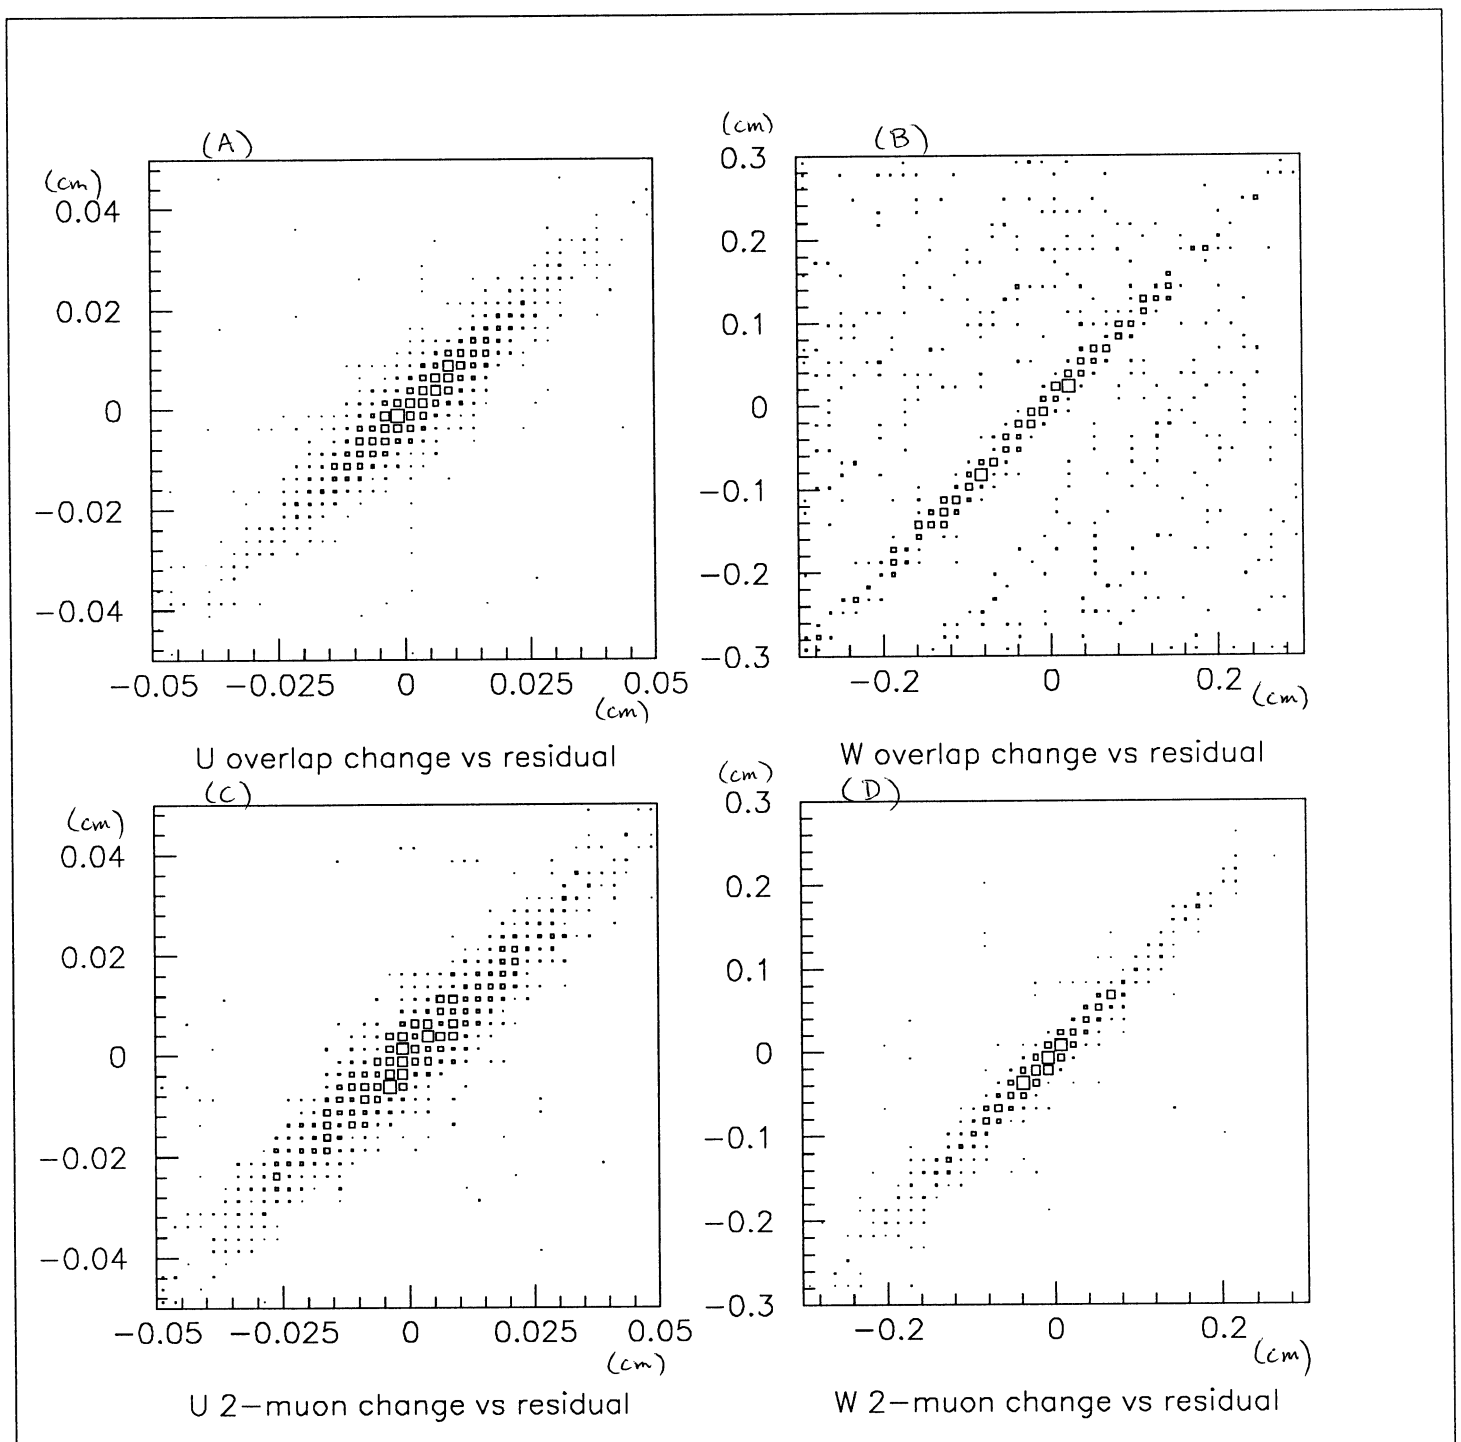 (A)
(cm)
0.04
0.02
0
−0.02
−0.04
−0.05 −0.025 0 0.025 0.05
(cm)
U overlap change vs residual
(B)
(cm)
0.3
0.2
0.1
0
−0.1
−0.2
−0.3
−0.2 0 0.2 (cm)
W overlap change vs residual
(C)
(cm)
0.04
0.02
0
−0.02
−0.04
−0.05 −0.025 0 0.025 0.05
(cm)
U 2−muon change vs residual
(D)
(cm)
0.3
0.2
0.1
0
−0.1
−0.2
−0.3
−0.2 0 0.2
(cm)
W 2−muon change vs residual